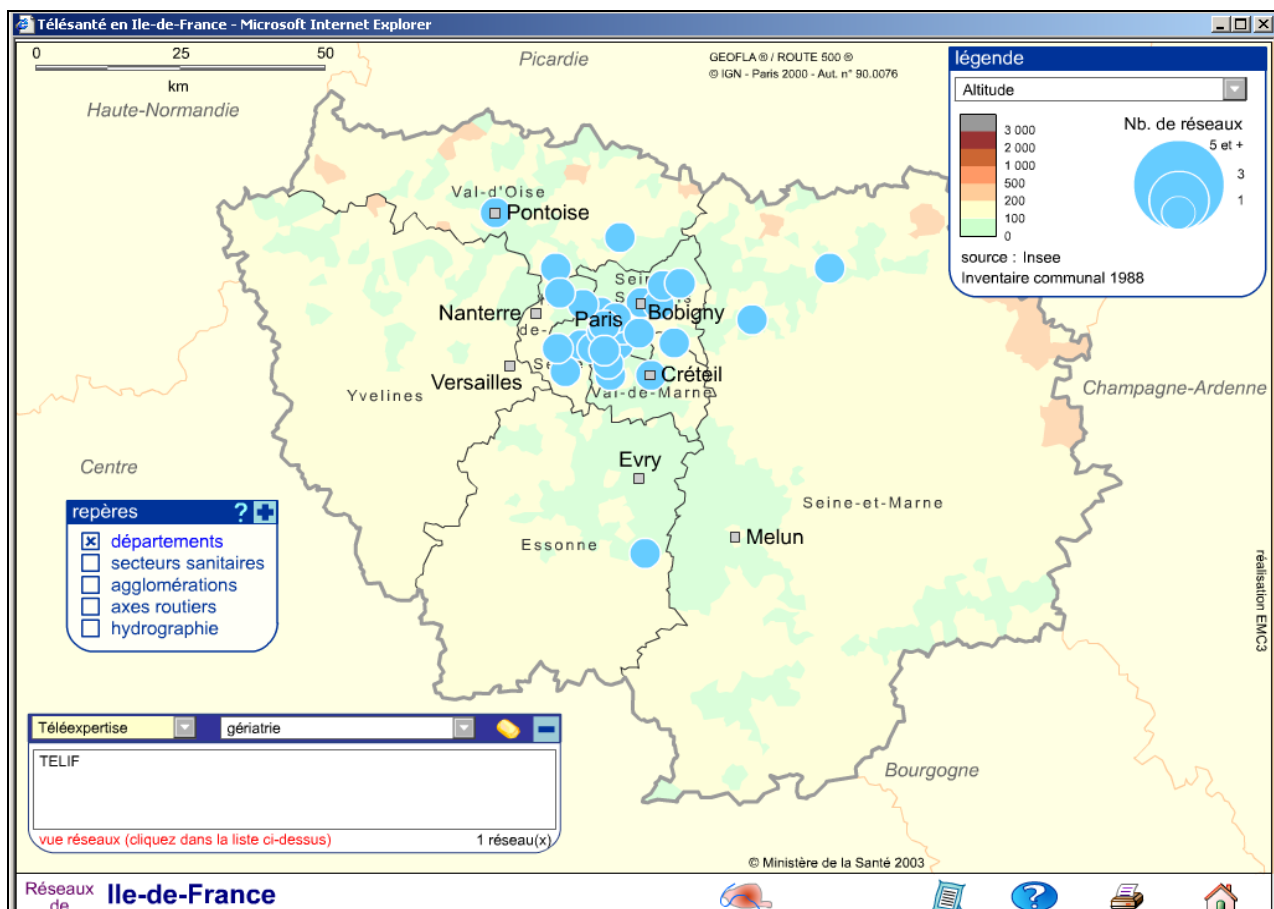 Télésanté en Ile-de-France - Microsoft Internet Explorer
0 25 50
km
Picardie
GEOFLA ® / ROUTE 500 ®
© IGN - Paris 2000 - Aut. n° 90.0076
Haute-Normandie
légende
Altitude
3 000
2 000
1 000
500
200
100
0
Nb. de réseaux
5 et +
3
1
source : Insee
Inventaire communal 1988
Val-d'Oise
Pontoise
Nanterre
Paris
Bobigny
Versailles
Créteil
Yvelines
Val-de-Marne
Champagne-Ardenne
Centre
Evry
Seine-et-Marne
Melun
Essonne
repères ?
départements
secteurs sanitaires
agglomérations
axes routiers
hydrographie
réalisation EMC3
Téléexpertise gériatrie
TELIF
vue réseaux (cliquez dans la liste ci-dessus) 1 réseau(x)
Bourgogne
© Ministère de la Santé 2003
Réseaux
de
Ile-de-France
?